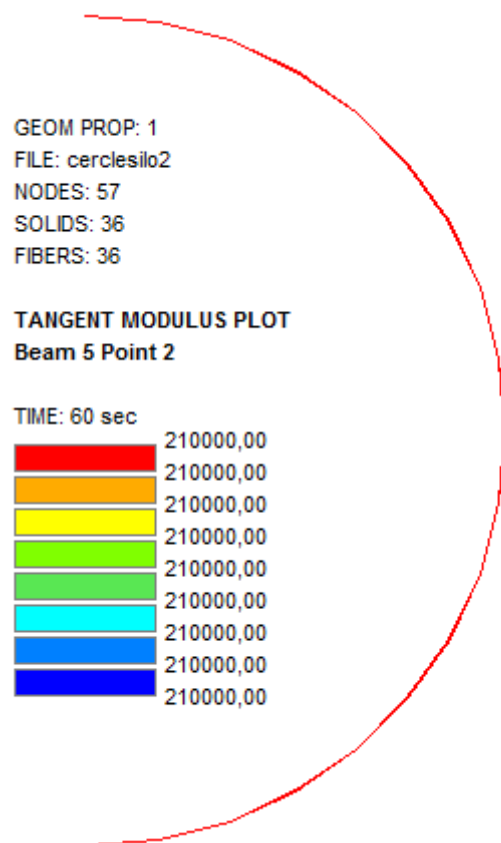 GEOM PROP: 1
FILE: cerclesilo2
NODES: 57
SOLIDS: 36
FIBERS: 36
TANGENT MODULUS PLOT
Beam 5 Point 2
TIME: 60 sec
210000,00
210000,00
210000,00
210000,00
210000,00
210000,00
210000,00
210000,00
210000,00